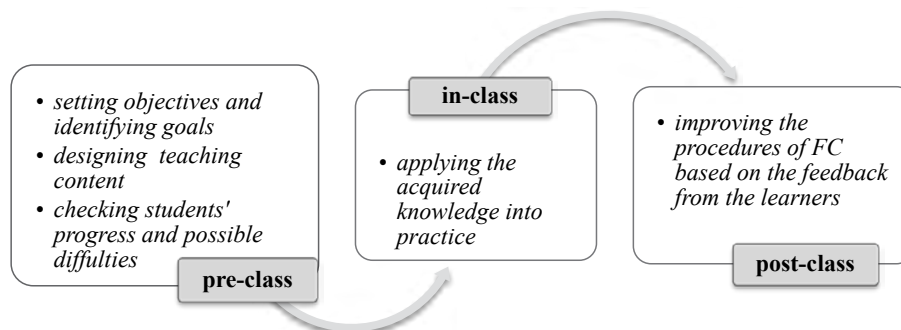 • setting objectives and
identifying goals
• designing teaching
content
• checking students'
progress and possible
diffulties
pre-class
in-class
• applying the
acquired
knowledge into
practice
• improving the
procedures of FC
based on the feedback
from the learners
post-class